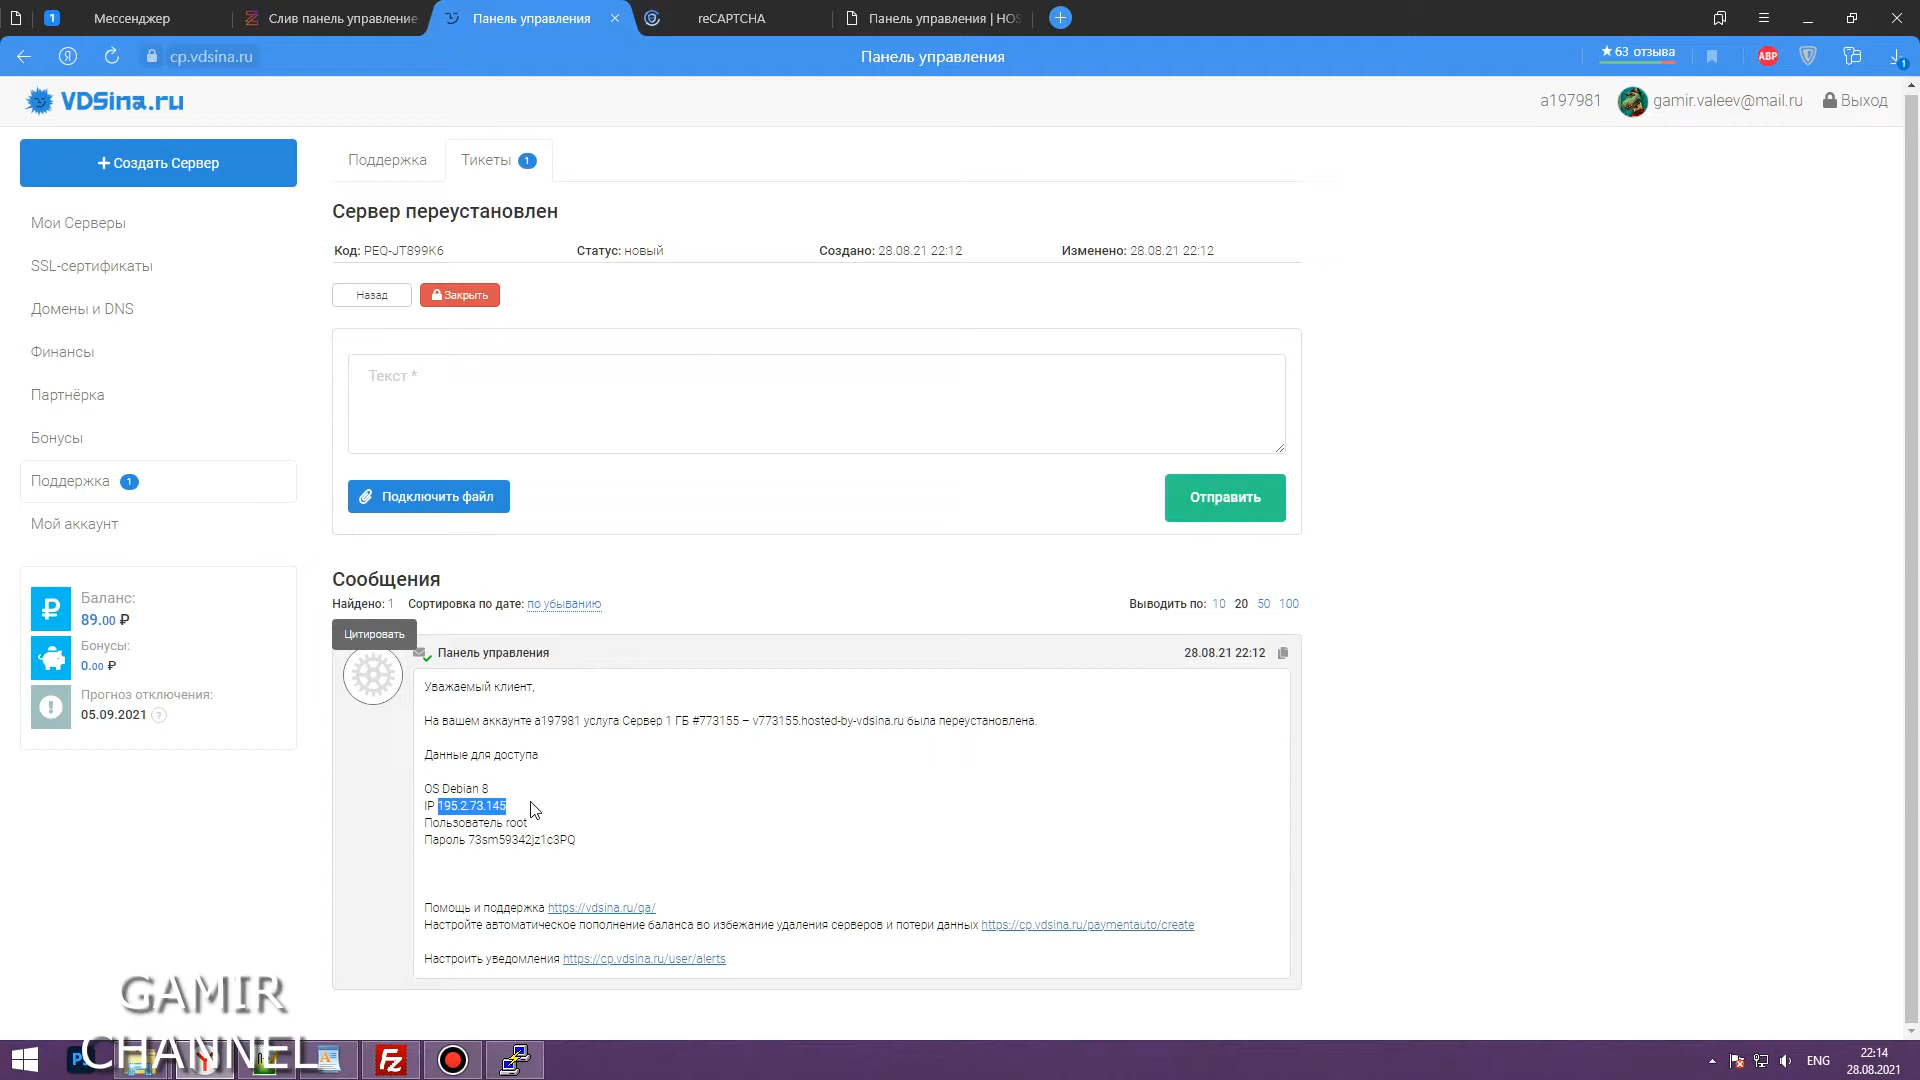 1 Мессенджер
Слив панель управление
Панель управления
reCAPTCHA
Панель управления | HOS
cp.vdsina.ru
Панель управления
★ 63 отзыва
ABP
1
VDSina.ru
a197981
gamir.valeev@mail.ru
Выход
+ Создать Сервер
Поддержка
Тикеты 1
Мои Серверы
SSL-сертификаты
Домены и DNS
Финансы
Партнёрка
Бонусы
Поддержка 1
Мой аккаунт
Сервер переустановлен
Код: PEQ-JT899K6
Статус: новый
Создано: 28.08.21 22:12
Изменено: 28.08.21 22:12
Назад
Закрыть
Текст *
Подключить файл
Отправить
Баланс:
89.00 ₽
Бонусы:
0.00 ₽
Прогноз отключения:
05.09.2021 ?
Сообщения
Найдено: 1 Сортировка по дате: по убыванию
Выводить по: 10 20 50 100
Цитировать
Панель управления
28.08.21 22:12
Уважаемый клиент,
На вашем аккаунте a197981 услуга Сервер 1 ГБ #773155 – v773155.hosted-by-vdsina.ru была переустановлена.
Данные для доступа
OS Debian 8
IP 195.2.73.145
Пользователь root
Пароль 73sm59342jz1c3PQ
Помощь и поддержка https://vdsina.ru/qa/
Настройте автоматическое пополнение баланса во избежание удаления серверов и потери данных https://cp.vdsina.ru/paymentauto/create
Настроить уведомления https://cp.vdsina.ru/user/alerts
GAMIR
CHANNEL
ENG
22:14
28.08.2021